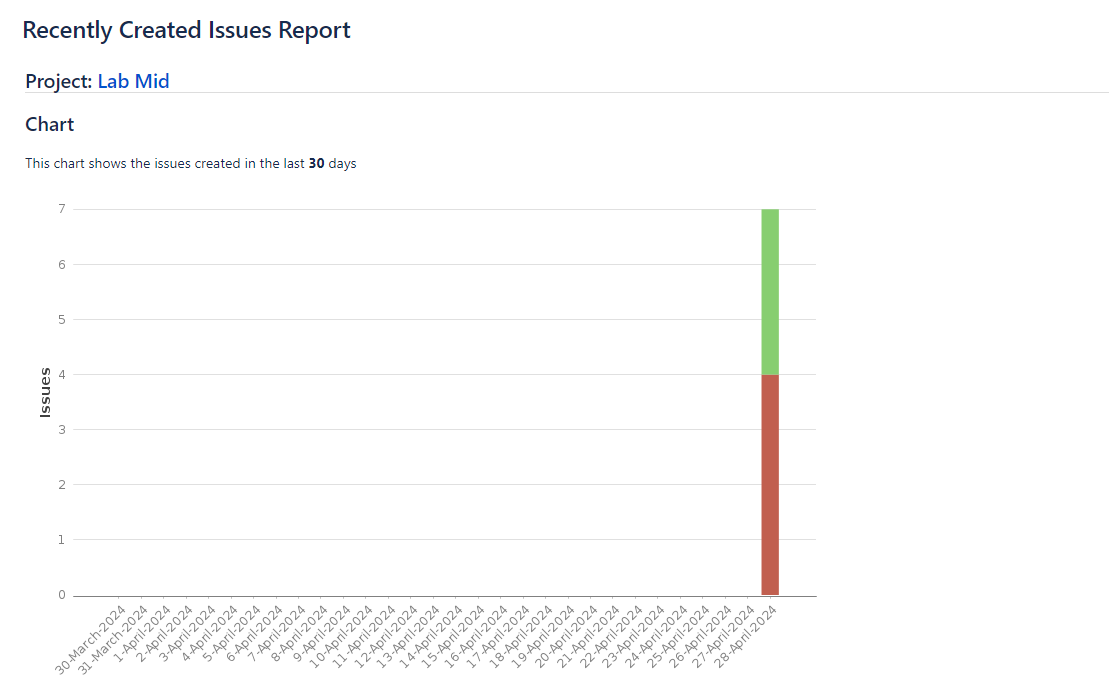 Recently Created Issues Report
Project: Lab Mid
Chart
This chart shows the issues created in the last 30 days
7
6
5
4
3
2
1
0
Issues
30-March-2024
31-March-2024
1-April-2024
2-April-2024
3-April-2024
4-April-2024
5-April-2024
6-April-2024
7-April-2024
8-April-2024
9-April-2024
10-April-2024
11-April-2024
12-April-2024
13-April-2024
14-April-2024
15-April-2024
16-April-2024
17-April-2024
18-April-2024
19-April-2024
20-April-2024
21-April-2024
22-April-2024
23-April-2024
24-April-2024
25-April-2024
26-April-2024
27-April-2024
28-April-2024